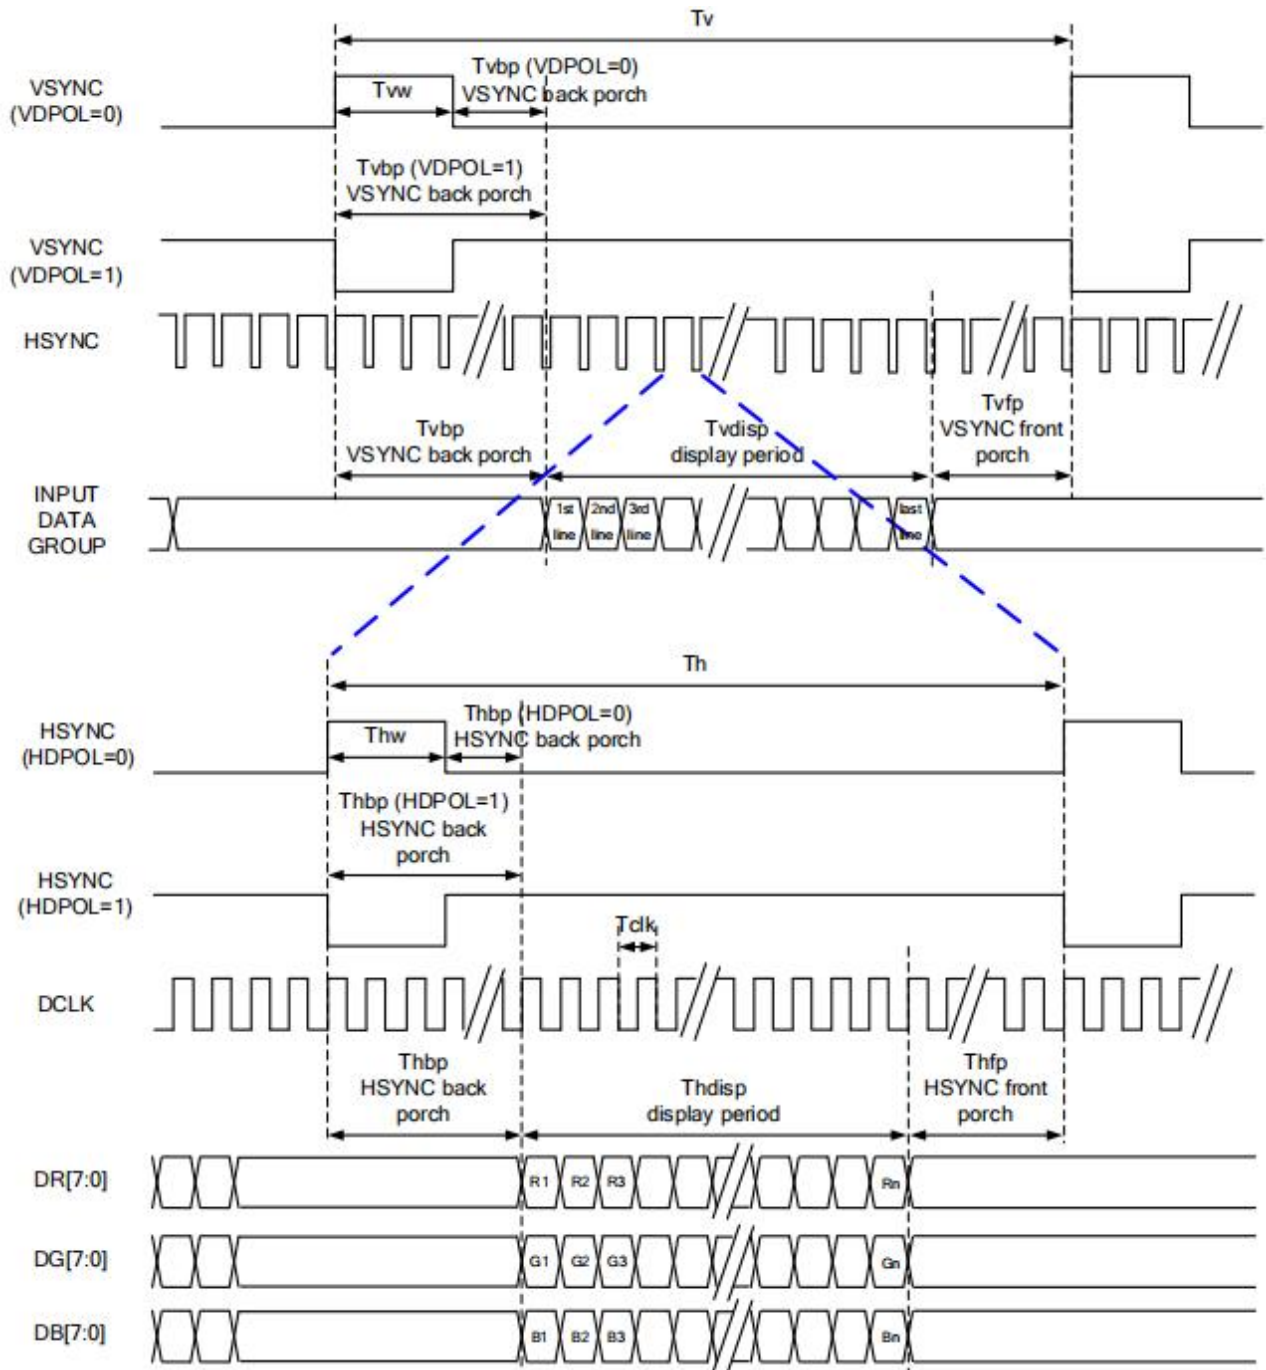 Tv
VSYNC
(VDPOL=0)
Tvw
Tvbp (VDPOL=0)
VSYNC back porch
Tvbp (VDPOL=1)
VSYNC back porch
VSYNC
(VDPOL=1)
HSYNC
Tvbp
VSYNC back porch
Tvdisp
display period
Tvfp
VSYNC front
porch
INPUT
DATA
GROUP
1st
line
2nd
line
3rd
line
last
line
Th
HSYNC
(HDPOL=0)
Thw
Thbp (HDPOL=0)
HSYNC back porch
Thbp (HDPOL=1)
HSYNC back
porch
HSYNC
(HDPOL=1)
Tclk
DCLK
Thbp
HSYNC back
porch
Thdisp
display period
Thfp
HSYNC front
porch
DR[7:0]
R1 R2 R3 Rn
DG[7:0]
G1 G2 G3 Gn
DB[7:0]
B1 B2 B3 Bn